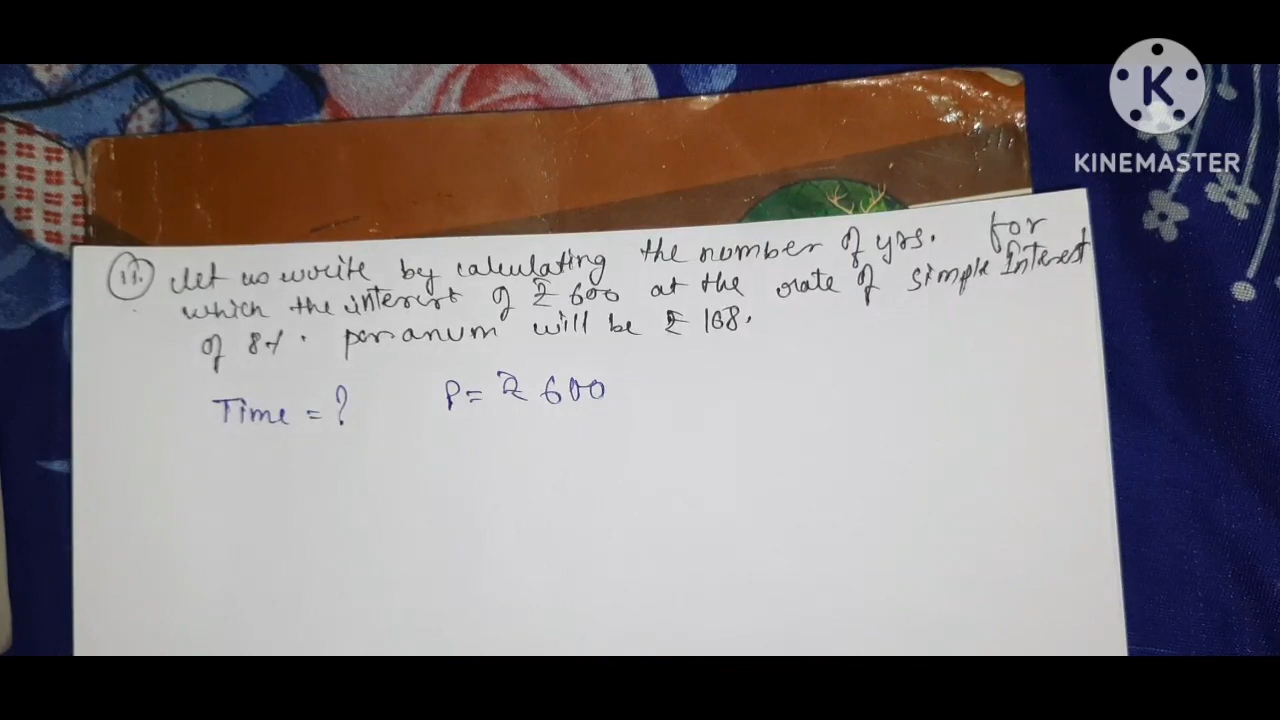 KINEMASTER
11. Let us write by calculating the number of yrs. for
which the interest of ₹ 600 at the rate of simple Interest
of 8% . per anum will be ₹ 168.
Time = ? P = ₹ 600